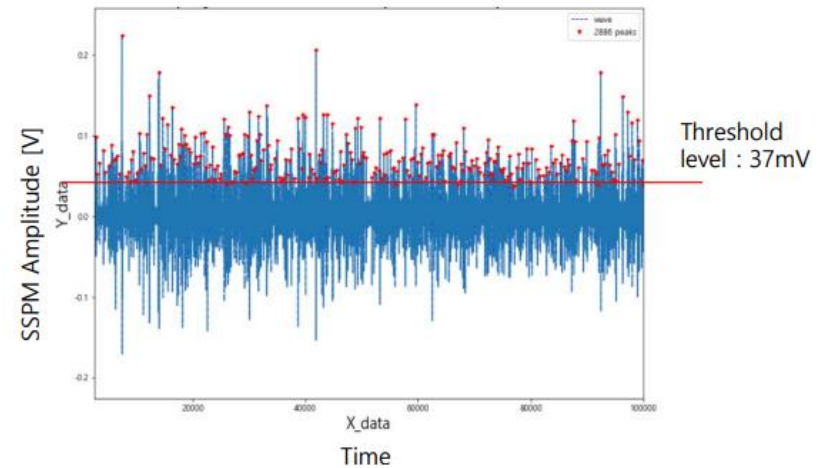 wave
2886 peaks
0.2
0.1
0.0
-0.1
-0.2
SSPM Amplitude [V]
Y_data
Threshold
level : 37mV
20000
40000
60000
80000
100000
X_data
Time